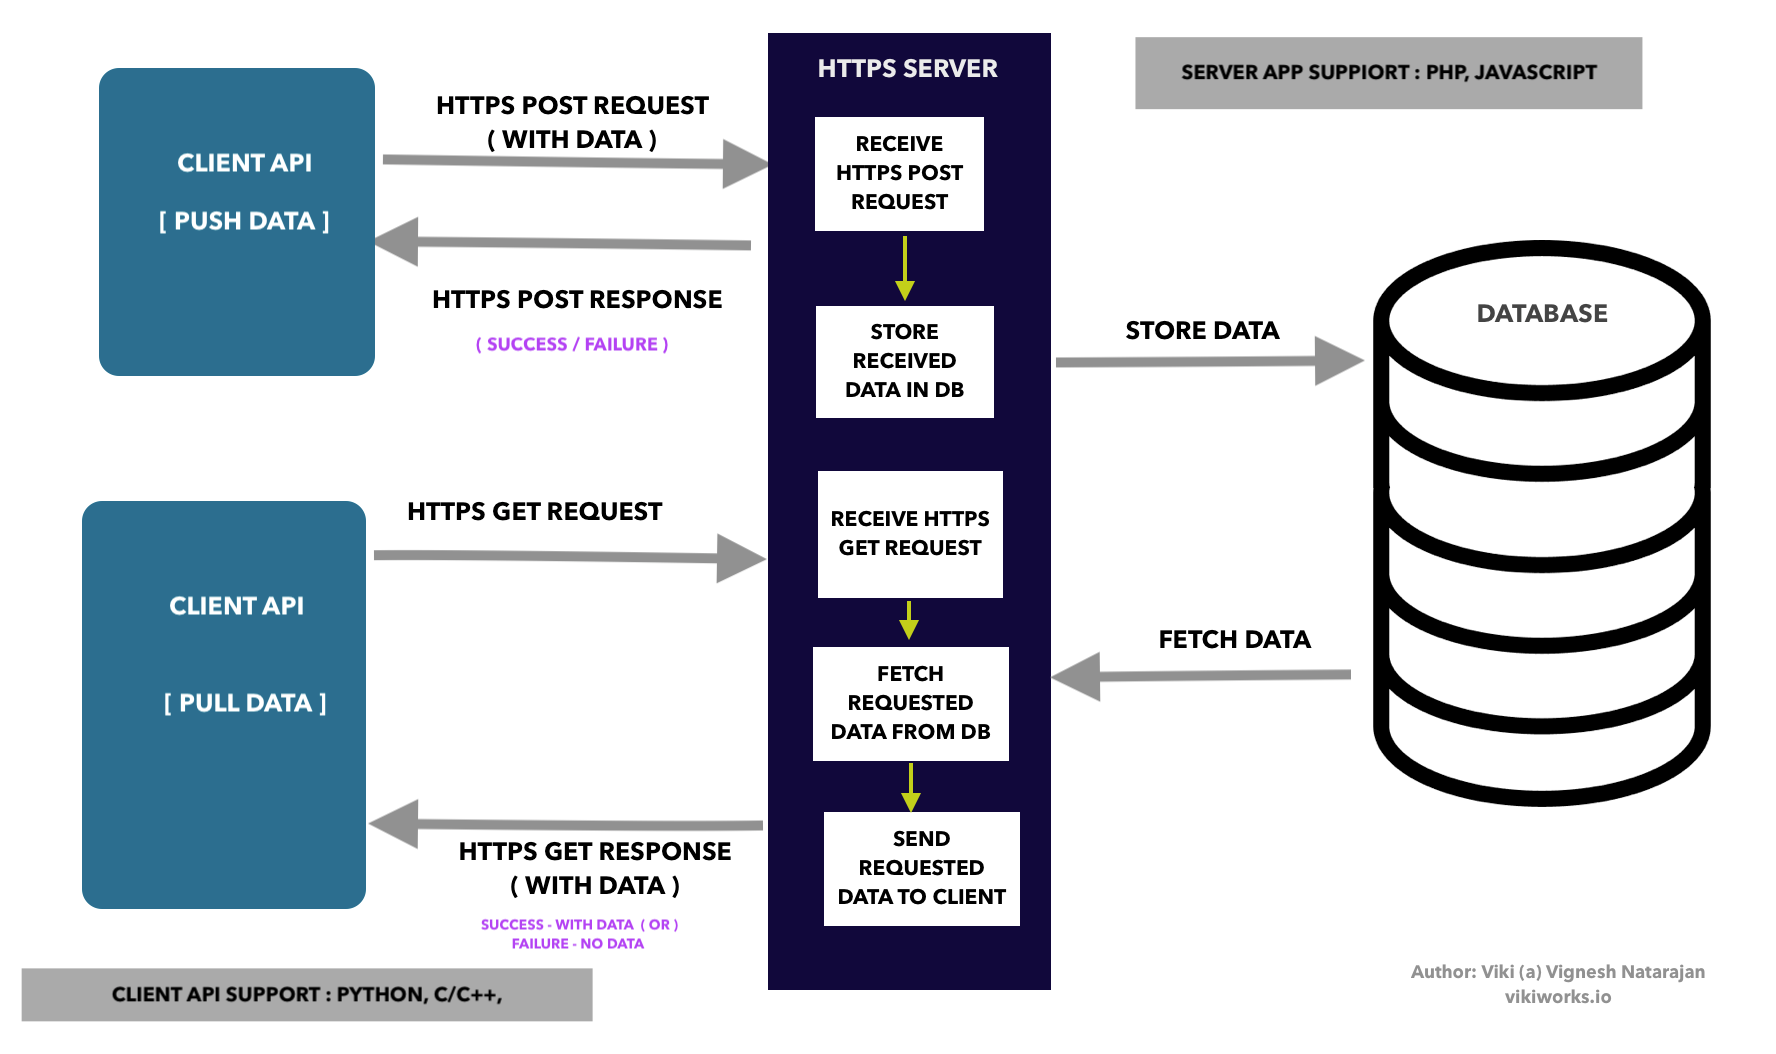 HTTPS SERVER
SERVER APP SUPPIORT : PHP, JAVASCRIPT
CLIENT API
[ PUSH DATA ]
HTTPS POST REQUEST
( WITH DATA )
HTTPS POST RESPONSE
( SUCCESS / FAILURE )
RECEIVE
HTTPS POST
REQUEST
STORE
RECEIVED
DATA IN DB
STORE DATA
DATABASE
CLIENT API
[ PULL DATA ]
HTTPS GET REQUEST
RECEIVE HTTPS
GET REQUEST
FETCH
REQUESTED
DATA FROM DB
FETCH DATA
SEND
REQUESTED
DATA TO CLIENT
HTTPS GET RESPONSE
( WITH DATA )
SUCCESS - WITH DATA ( OR )
FAILURE - NO DATA
CLIENT API SUPPORT : PYTHON, C/C++,
Author: Viki (a) Vignesh Natarajan
vikiworks.io